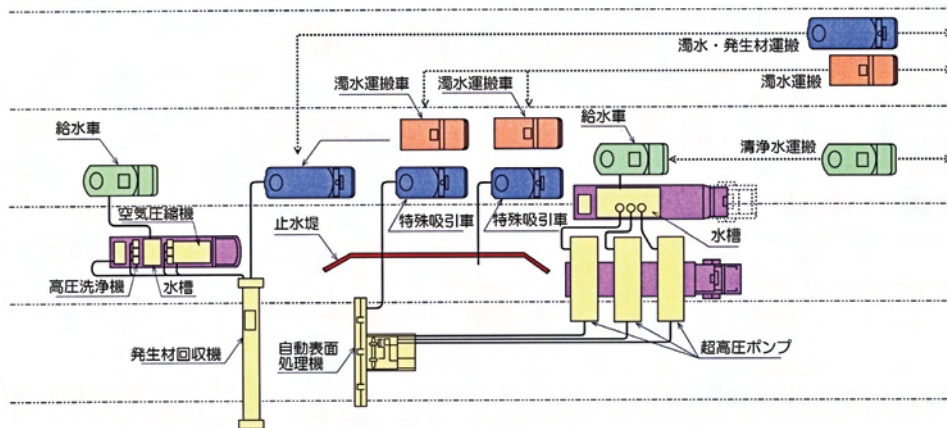 濁水・発生材運搬
濁水運搬
濁水運搬車
濁水運搬車
給水車
給水車
清浄水運搬
空気圧縮機
止水堤
特殊吸引車
特殊吸引車
水槽
高圧洗浄機
水槽
発生材回収機
自動表面
処理機
超高圧ポンプ